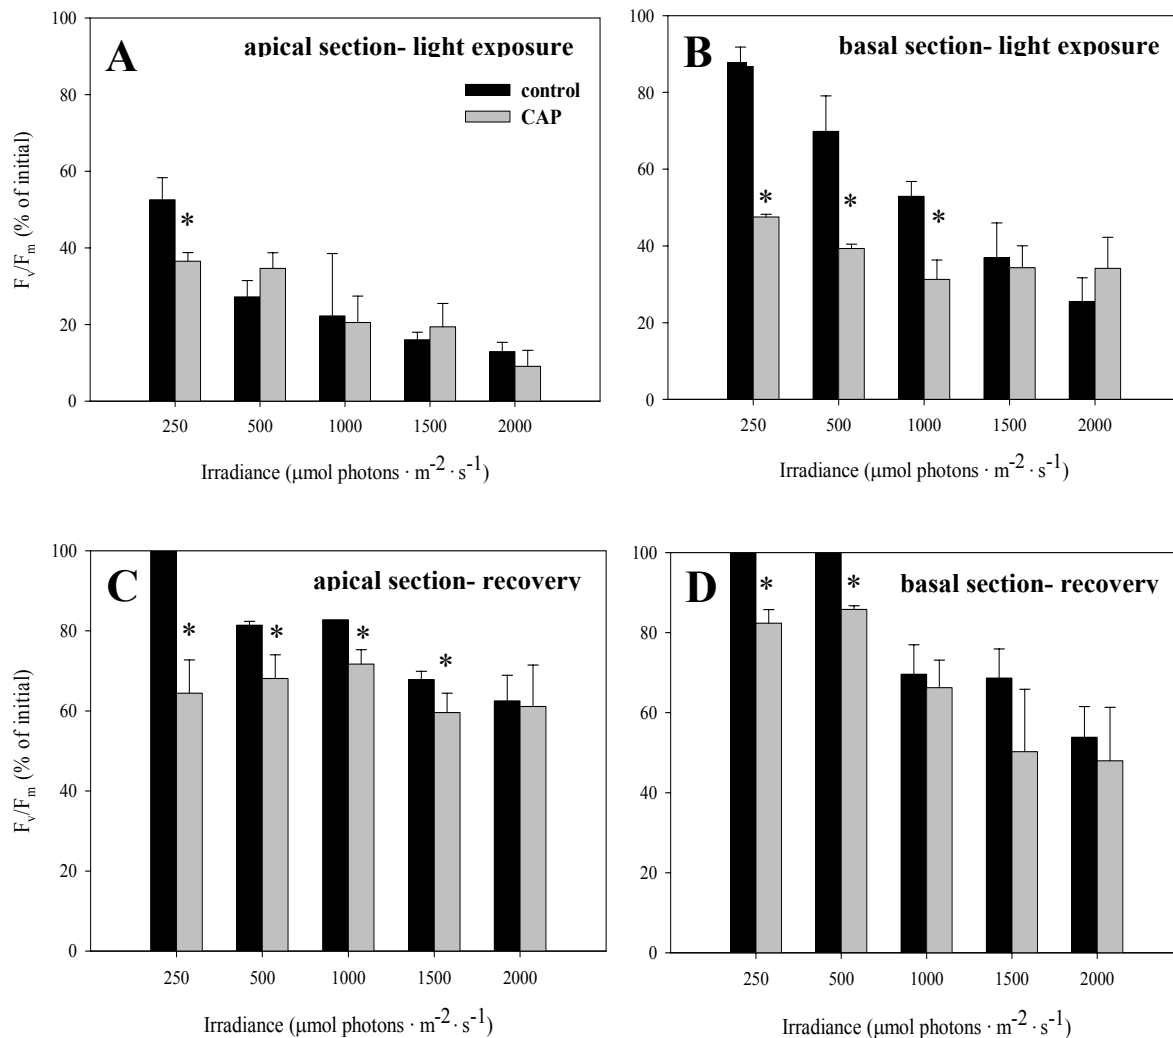 A
apical section- light exposure
control
CAP
100
80
60
40
20
0
Fv/Fm (% of initial)
*
250 500 1000 1500 2000
Irradiance (μmol photons · m-2 · s-1)
B
basal section- light exposure
100
80
60
40
20
0
* * *
250 500 1000 1500 2000
Irradiance (μmol photons · m-2 · s-1)
C
apical section- recovery
100
80
60
40
20
0
Fv/Fm (% of initial)
* * * *
250 500 1000 1500 2000
Irradiance (μmol photons · m-2 · s-1)
D
basal section- recovery
100
80
60
40
20
0
* *
250 500 1000 1500 2000
Irradiance (μmol photons · m-2 · s-1)